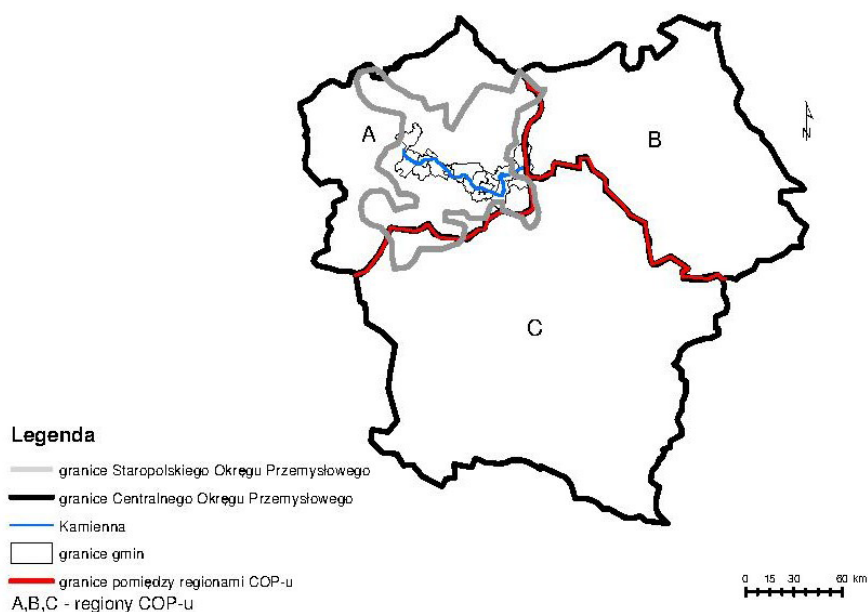 A
B
N
C
Legenda
granice Staropolskiego Okręgu Przemysłowego
granice Centralnego Okręgu Przemysłowego
Kamienna
granice gmin
granice pomiędzy regionami COP-u
A,B,C - regiony COP-u
0 15 30 60 km